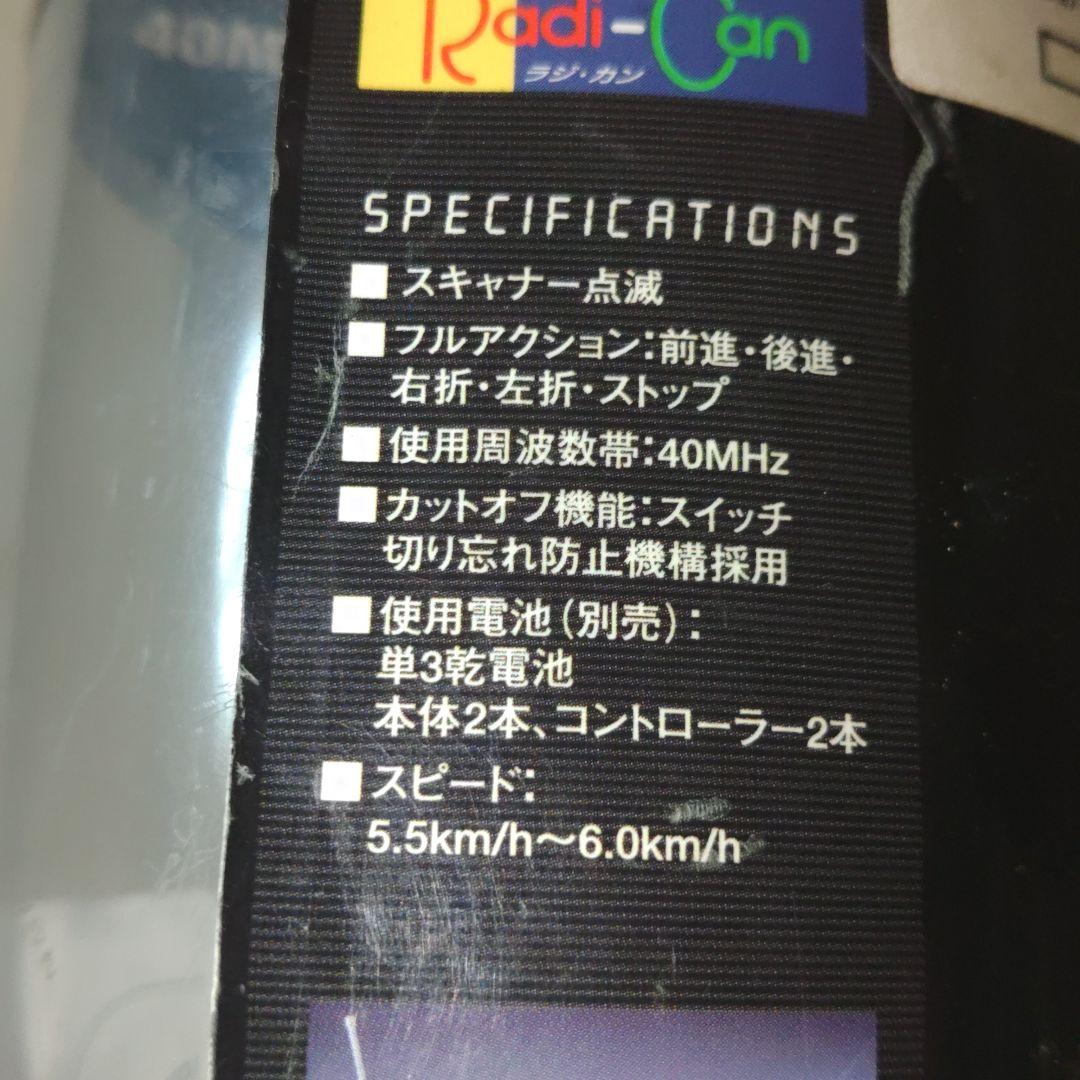 40M
Radi-Can
ラジ・カン
SPECIFICATIONS
■スキャナー点滅
■フルアクション:前進・後進・
右折・左折・ストップ
■使用周波数帯:40MHz
■カットオフ機能:スイッチ
切り忘れ防止機構採用
■使用電池(別売):
単3乾電池
本体2本、コントローラー2本
■スピード:
5.5km/h〜6.0km/h